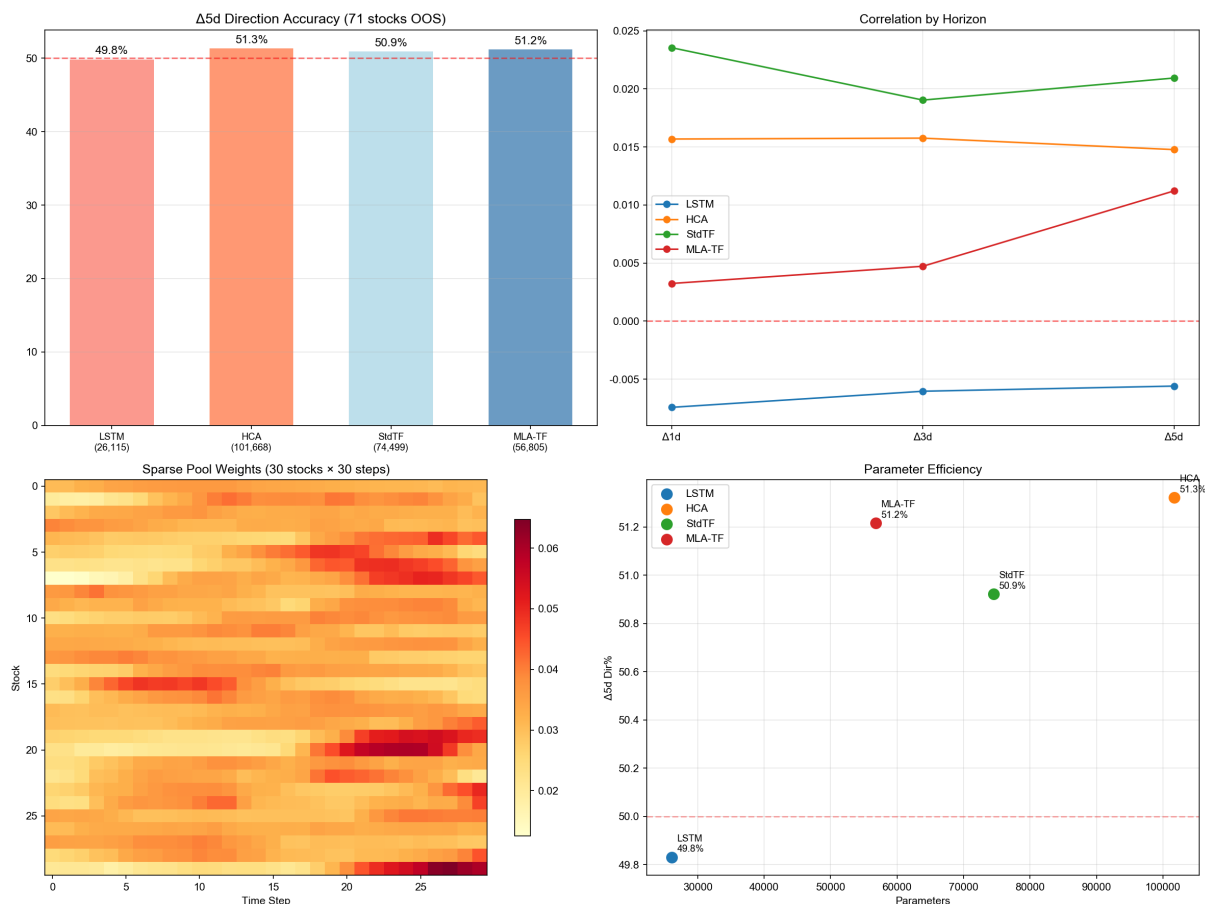 Δ5d Direction Accuracy (71 stocks OOS)
49.8%
51.3%
50.9%
51.2%
50
40
30
20
10
0
LSTM
(26,115)
HCA
(101,668)
StdTF
(74,499)
MLA-TF
(56,805)
Correlation by Horizon
0.025
0.020
0.015
0.010
0.005
0.000
-0.005
LSTM
HCA
StdTF
MLA-TF
Δ1d
Δ3d
Δ5d
Sparse Pool Weights (30 stocks × 30 steps)
Stock
0
5
10
15
20
25
0
5
10
15
20
25
Time Step
0.06
0.05
0.04
0.03
0.02
Parameter Efficiency
LSTM
HCA
StdTF
MLA-TF
HCA
51.3%
MLA-TF
51.2%
StdTF
50.9%
LSTM
49.8%
Δ5d Dir%
51.2
51.0
50.8
50.6
50.4
50.2
50.0
49.8
30000
40000
50000
60000
70000
80000
90000
100000
Parameters